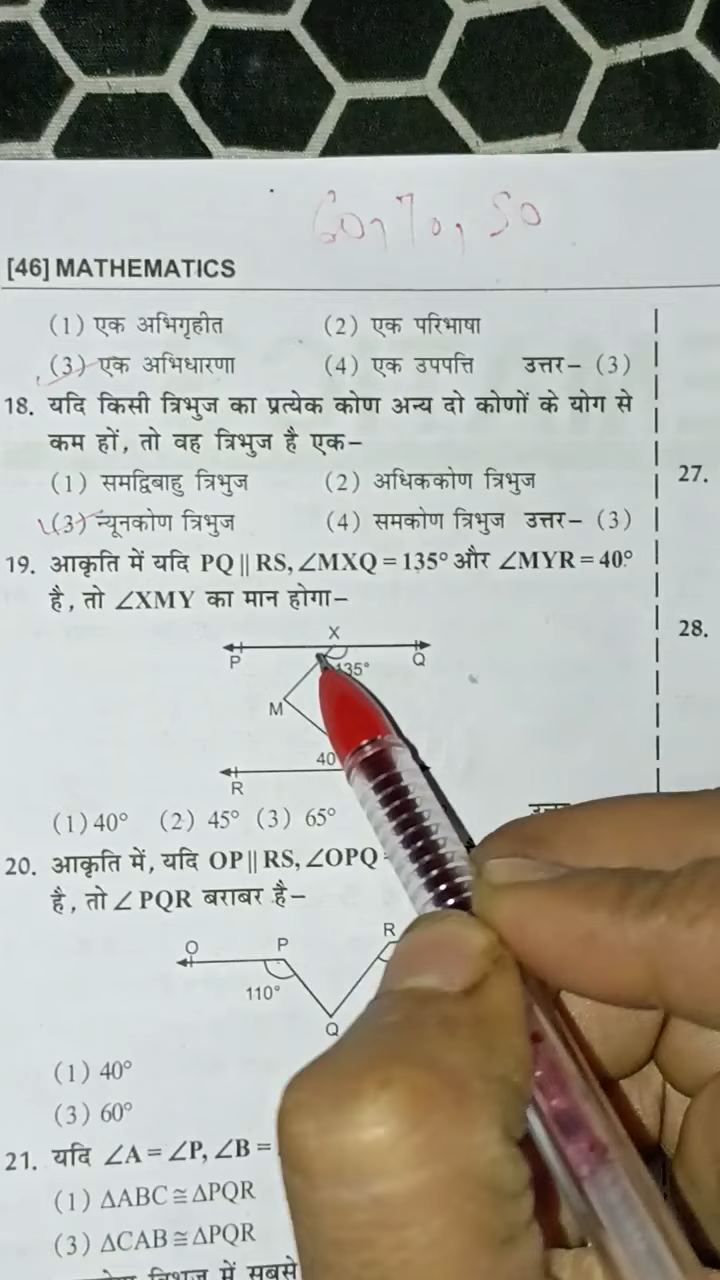 60, 70, 50
[46] MATHEMATICS
(1) एक अभिगृहीत (2) एक परिभाषा
(3) एक अभिधारणा (4) एक उपपत्ति उत्तर– (3)
18. यदि किसी त्रिभुज का प्रत्येक कोण अन्य दो कोणों के योग से
कम हों, तो वह त्रिभुज है एक–
(1) समद्विबाहु त्रिभुज (2) अधिककोण त्रिभुज
(3) न्यूनकोण त्रिभुज (4) समकोण त्रिभुज उत्तर– (3)
27.
19. आकृति में यदि PQ || RS, ∠MXQ = 135° और ∠MYR = 40°
है, तो ∠XMY का मान होगा–
28.
X
P Q
135°
M
40
R
(1) 40° (2) 45° (3) 65°
20. आकृति में, यदि OP || RS, ∠OPQ
है, तो ∠PQR बराबर है–
O P R
110°
Q
(1) 40°
(3) 60°
21. यदि ∠A = ∠P, ∠B =
(1) ΔABC ≅ ΔPQR
(3) ΔCAB ≅ ΔPQR
त्रिभुज में सबसे